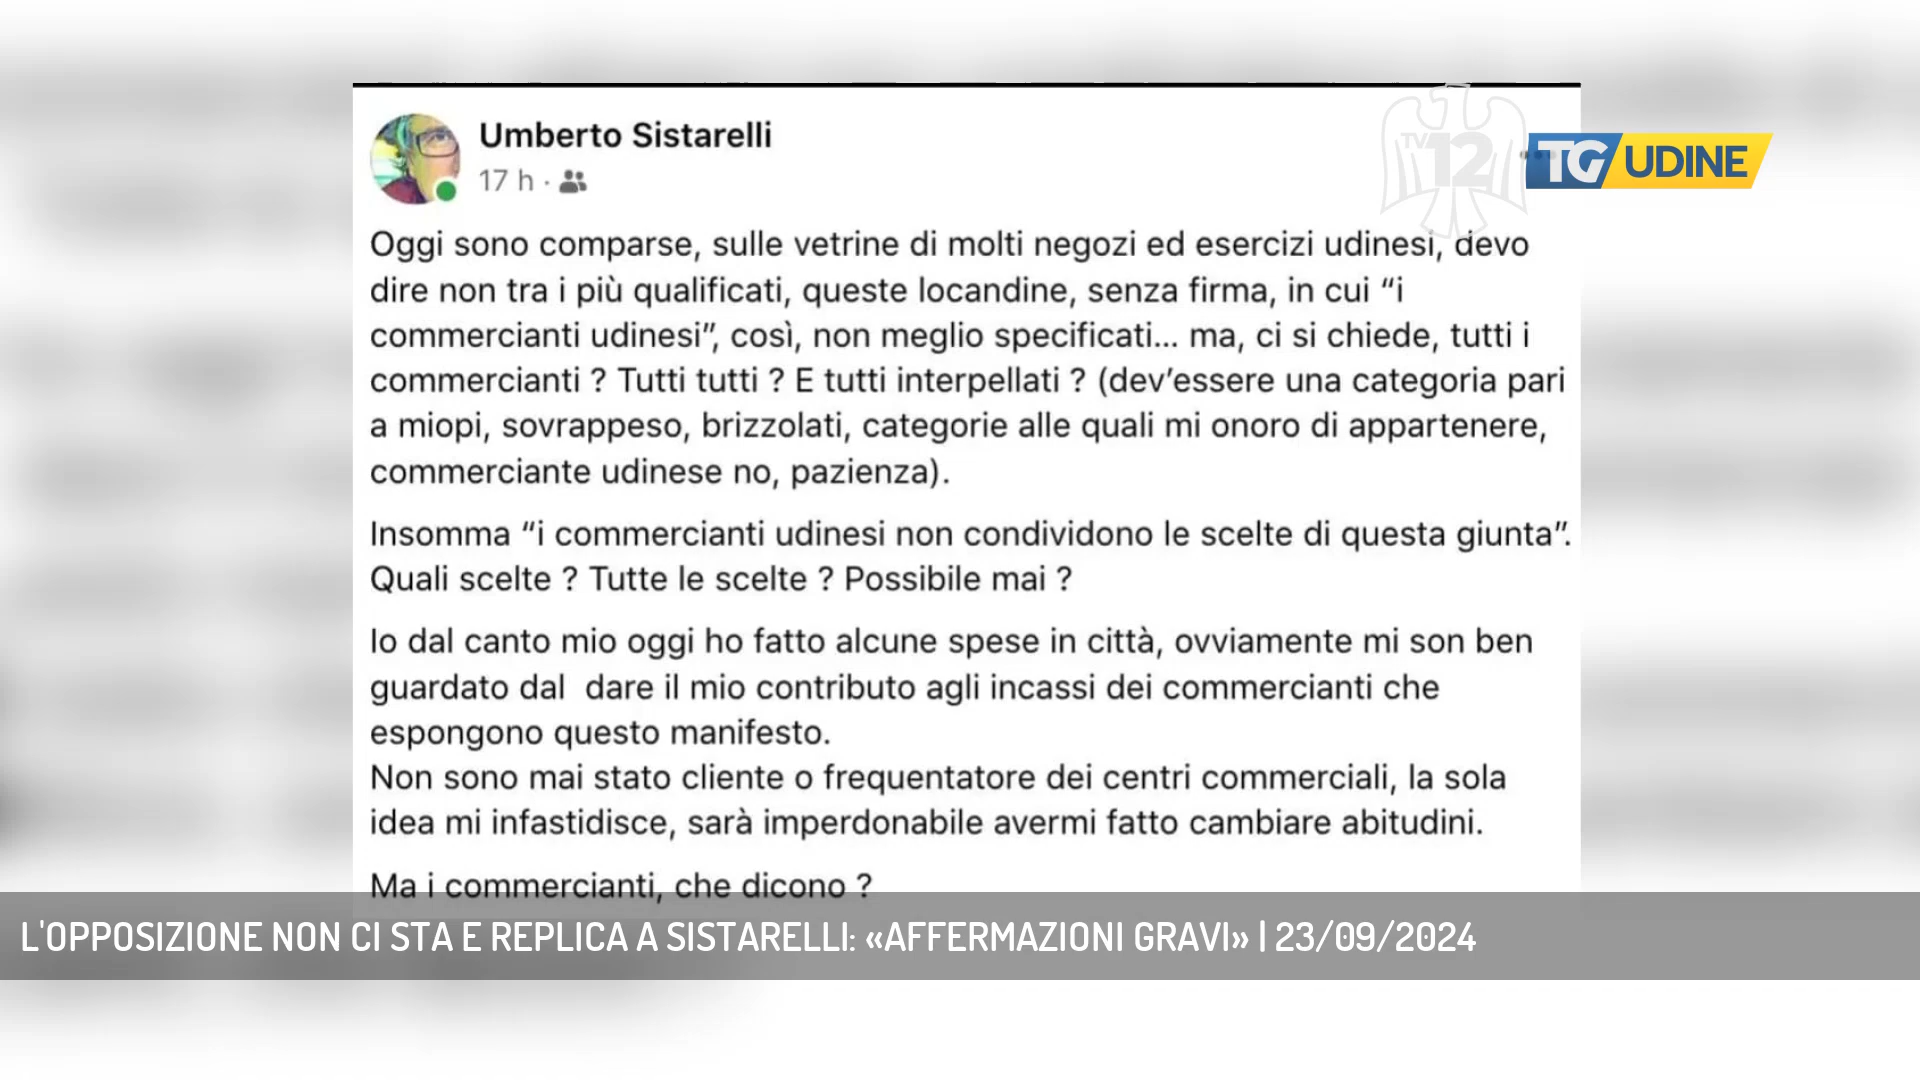 Umberto Sistarelli
17 h ·
TV 12
TG UDINE
Oggi sono comparse, sulle vetrine di molti negozi ed esercizi udinesi, devo
dire non tra i più qualificati, queste locandine, senza firma, in cui “i
commercianti udinesi”, così, non meglio specificati... ma, ci si chiede, tutti i
commercianti ? Tutti tutti ? E tutti interpellati ? (dev’essere una categoria pari
a miopi, sovrappeso, brizzolati, categorie alle quali mi onoro di appartenere,
commerciante udinese no, pazienza).
Insomma “i commercianti udinesi non condividono le scelte di questa giunta”.
Quali scelte ? Tutte le scelte ? Possibile mai ?
Io dal canto mio oggi ho fatto alcune spese in città, ovviamente mi son ben
guardato dal  dare il mio contributo agli incassi dei commercianti che
espongono questo manifesto.
Non sono mai stato cliente o frequentatore dei centri commerciali, la sola
idea mi infastidisce, sarà imperdonabile avermi fatto cambiare abitudini.
Ma i commercianti, che dicono ?
L'OPPOSIZIONE NON CI STA E REPLICA A SISTARELLI: «AFFERMAZIONI GRAVI» | 23/09/2024